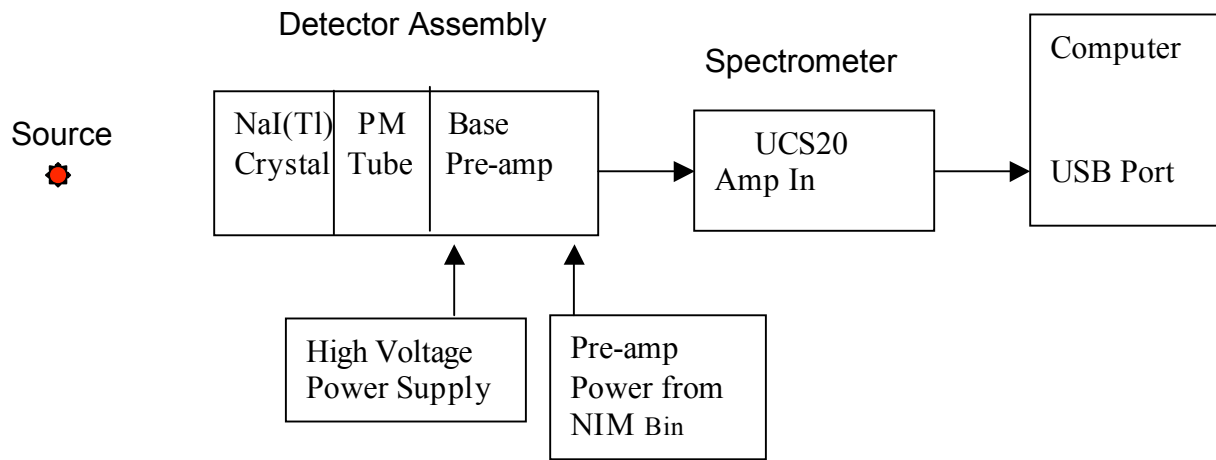 Detector Assembly
Source
NaI(Tl)
Crystal
PM
Tube
Base
Pre-amp
Spectrometer
UCS20
Amp In
Computer
USB Port
High Voltage
Power Supply
Pre-amp
Power from
NIM Bin